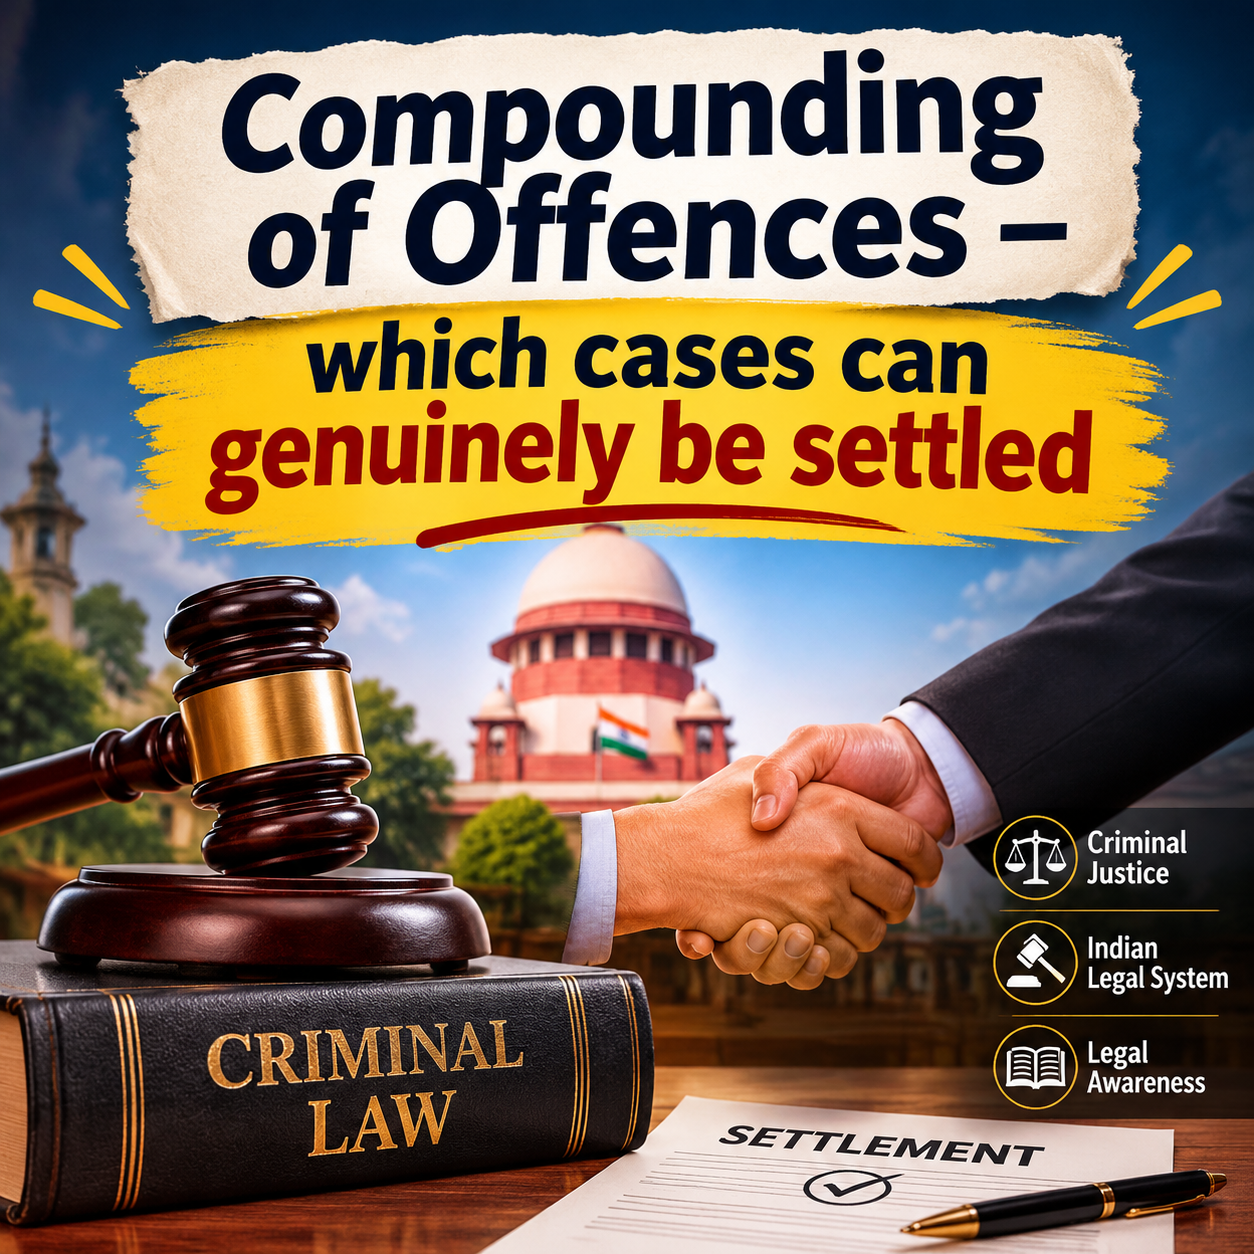 Compounding
of Offences –
which cases can
genuinely be settled
Criminal
Justice
Indian
Legal System
Legal
Awareness
CRIMINAL
LAW
SETTLEMENT